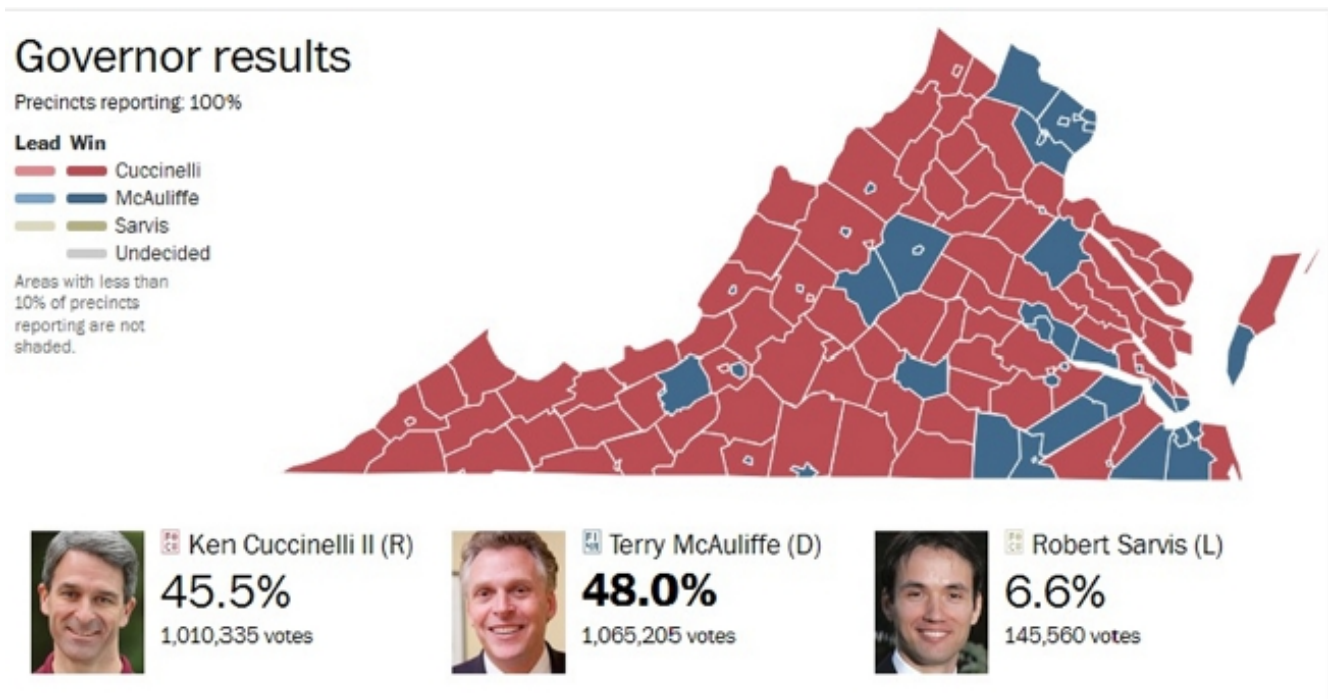 Governor results
Precincts reporting: 100%
Lead Win
Cuccinelli
McAuliffe
Sarvis
Undecided
Areas with less than
10% of precincts
reporting are not
shaded.
Ken Cuccinelli II (R)
45.5%
1,010,335 votes
Terry McAuliffe (D)
48.0%
1,065,205 votes
Robert Sarvis (L)
6.6%
145,560 votes